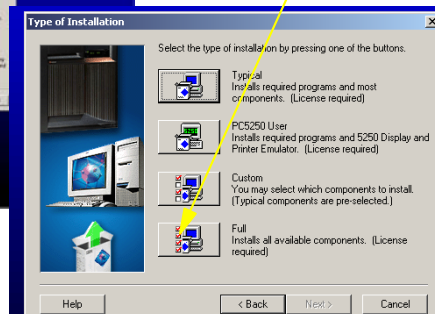 Type of Installation
Select the type of installation by pressing one of the buttons.
Typical
Installs required programs and most
components. (License required)
PC5250 User
Installs required programs and 5250 Display and
Printer Emulator. (License required)
Custom
You may select which components to install.
(Typical components are pre-selected.)
Full
Installs all available components. (License
required)
Help
< Back
Next >
Cancel